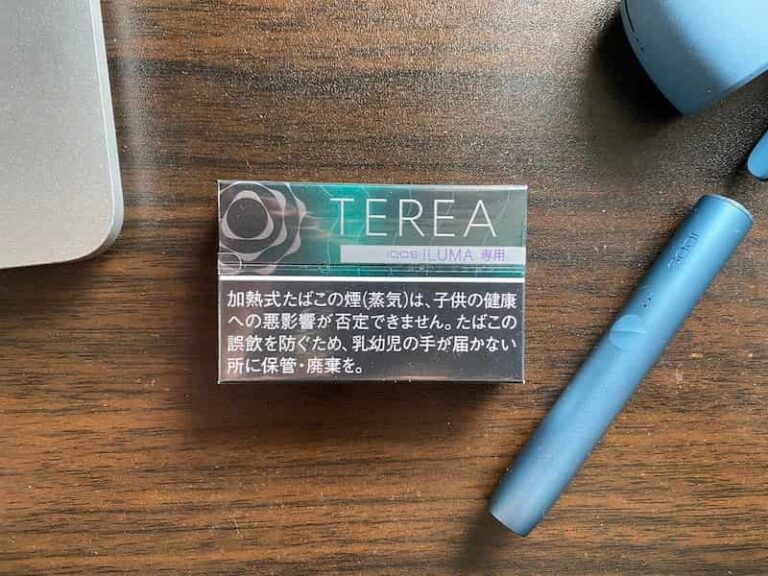 TEREA
IQOS ILUMA 専用
加熱式たばこの煙(蒸気)は、子供の健康
への悪影響が否定できません。たばこの
誤飲を防ぐため、乳幼児の手が届かない
所に保管・廃棄を。
IQOS